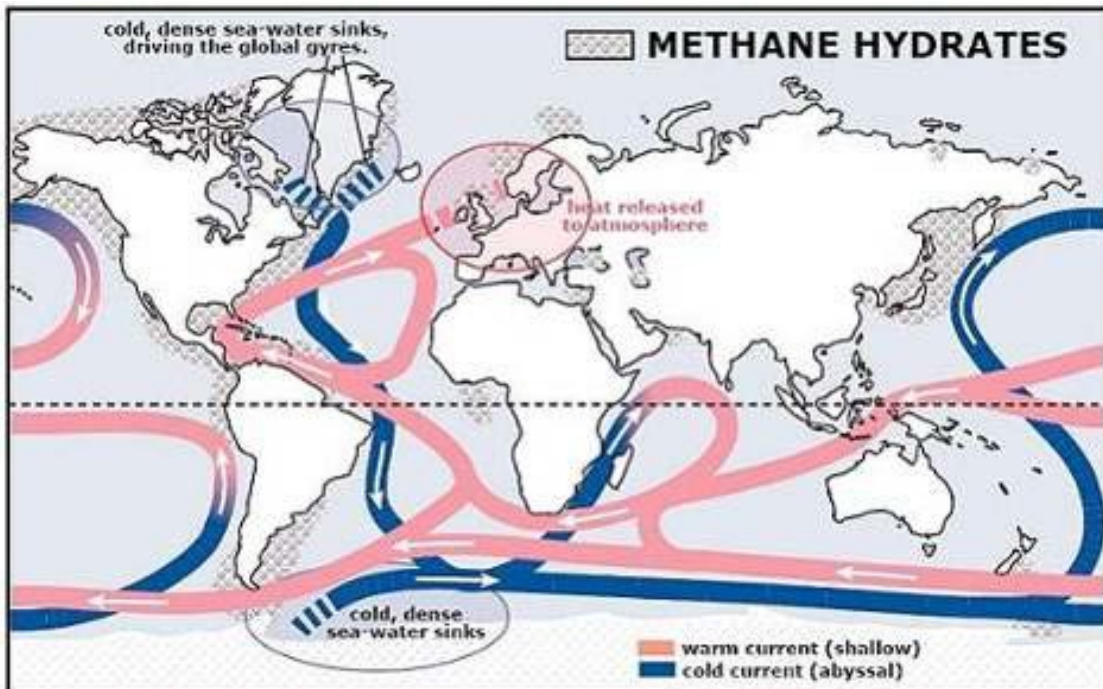 cold, dense sea-water sinks,
driving the global gyres.
METHANE HYDRATES
heat released
to atmosphere
cold, dense
sea-water sinks
warm current (shallow)
cold current (abyssal)